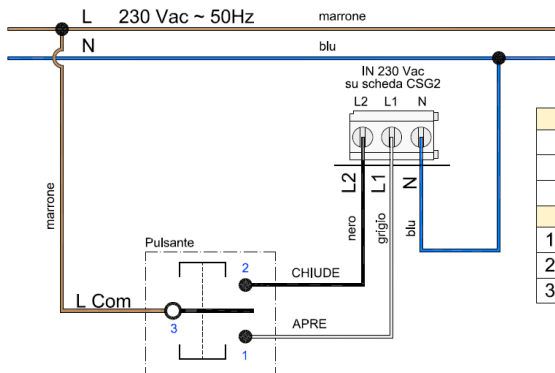 L 230 Vac ~ 50Hz marrone
N blu
IN 230 Vac
su scheda CSG2
L2 L1 N
L2 L1 N
marrone
nero
grigio
blu
Pulsante
2
CHIUDE
L Com
3
APRE
1
1
2
3